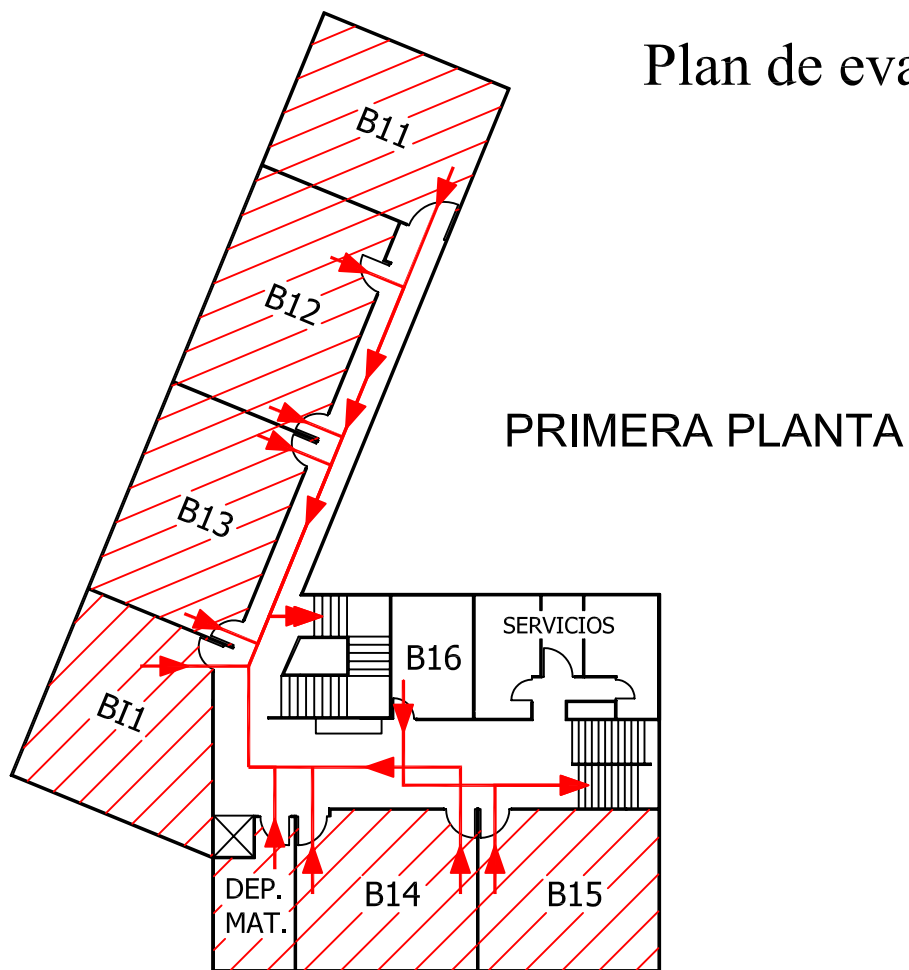 Plan de eva
B11
B12
PRIMERA PLANTA
B13
SERVICIOS
B16
BI1
DEP.
MAT.
B14
B15